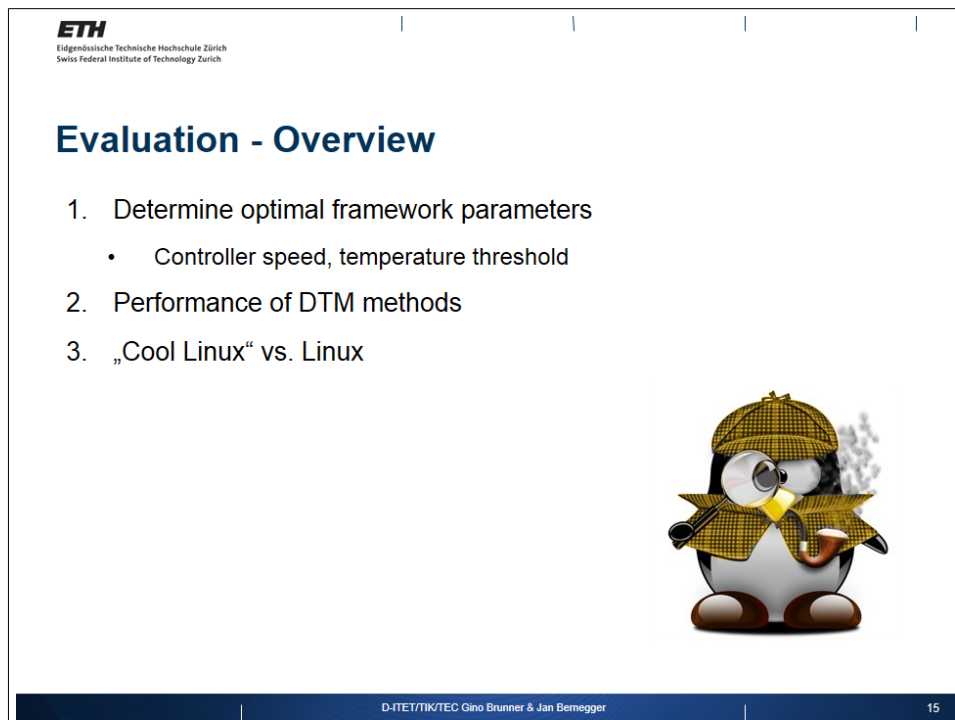 ETH
Eidgenössische Technische Hochschule Zürich
Swiss Federal Institute of Technology Zurich
Evaluation - Overview
1. Determine optimal framework parameters
• Controller speed, temperature threshold
2. Performance of DTM methods
3. „Cool Linux“ vs. Linux
D-ITET/TIK/TEC Gino Brunner & Jan Bernegger
15